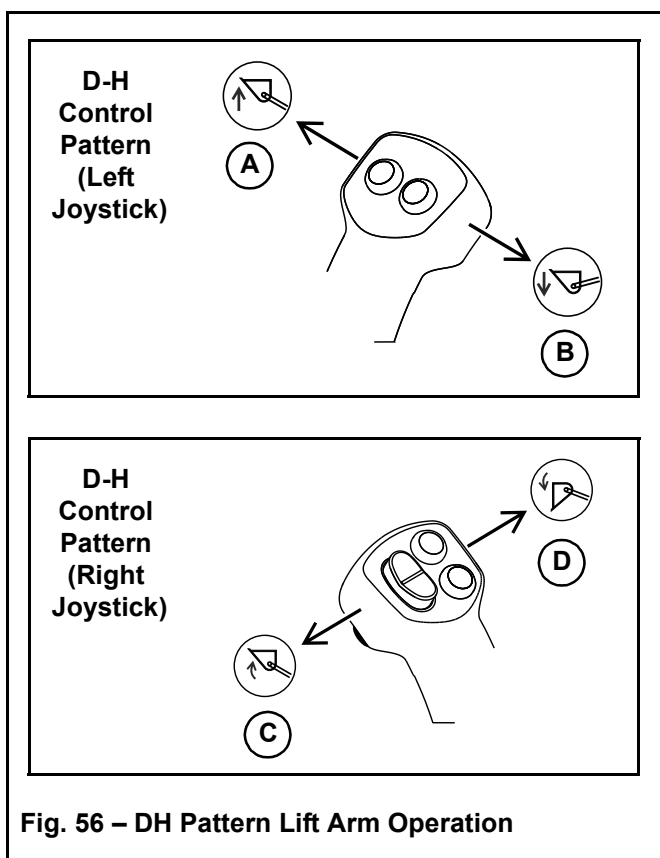 D-H
Control
Pattern
(Left
Joystick)
A
B
D-H
Control
Pattern
(Right
Joystick)
D
C
Fig. 56 – DH Pattern Lift Arm Operation